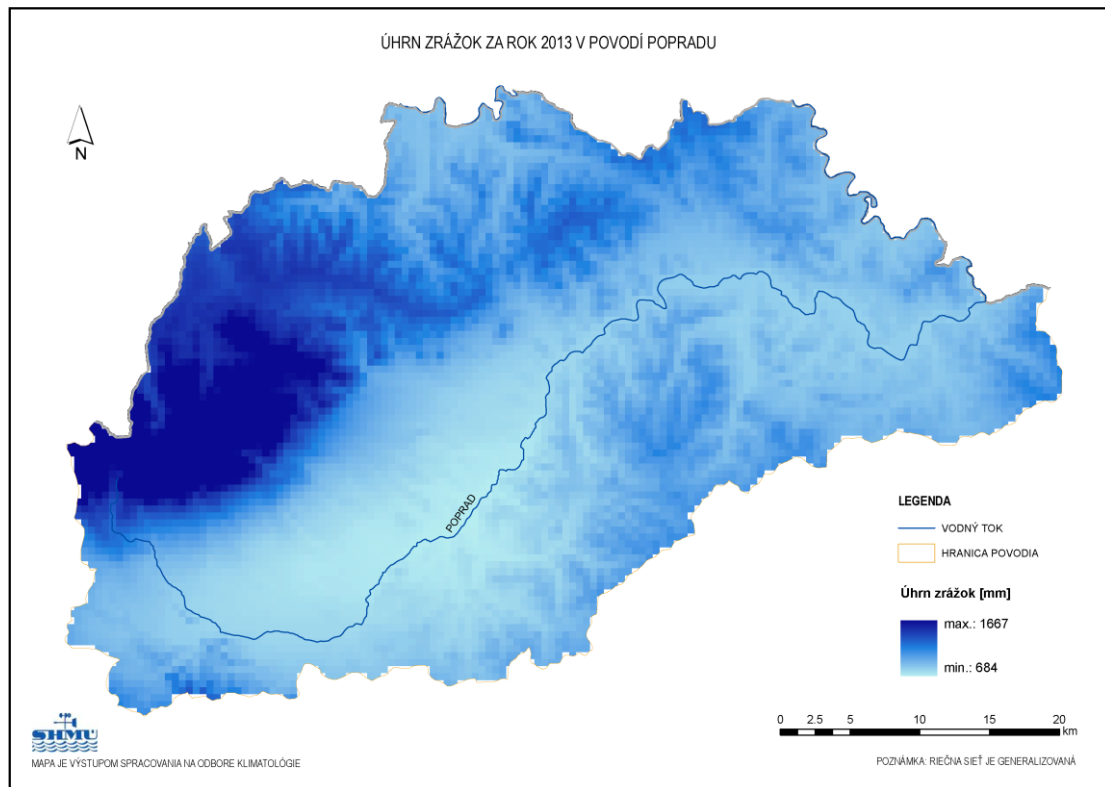 ÚHRN ZRÁŽOK ZA ROK 2013 V POVODÍ POPRADU
N
POPRAD
LEGENDA
VODNÝ TOK
HRANICA POVODIA
Úhrn zrážok [mm]
max.: 1667
min.: 684
0 2.5 5 10 15 20
km
SHMÚ
MAPA JE VÝSTUPOM SPRACOVANIA NA ODBORE KLIMATOLÓGIE
POZNÁMKA: RIEČNA SIEŤ JE GENERALIZOVANÁ